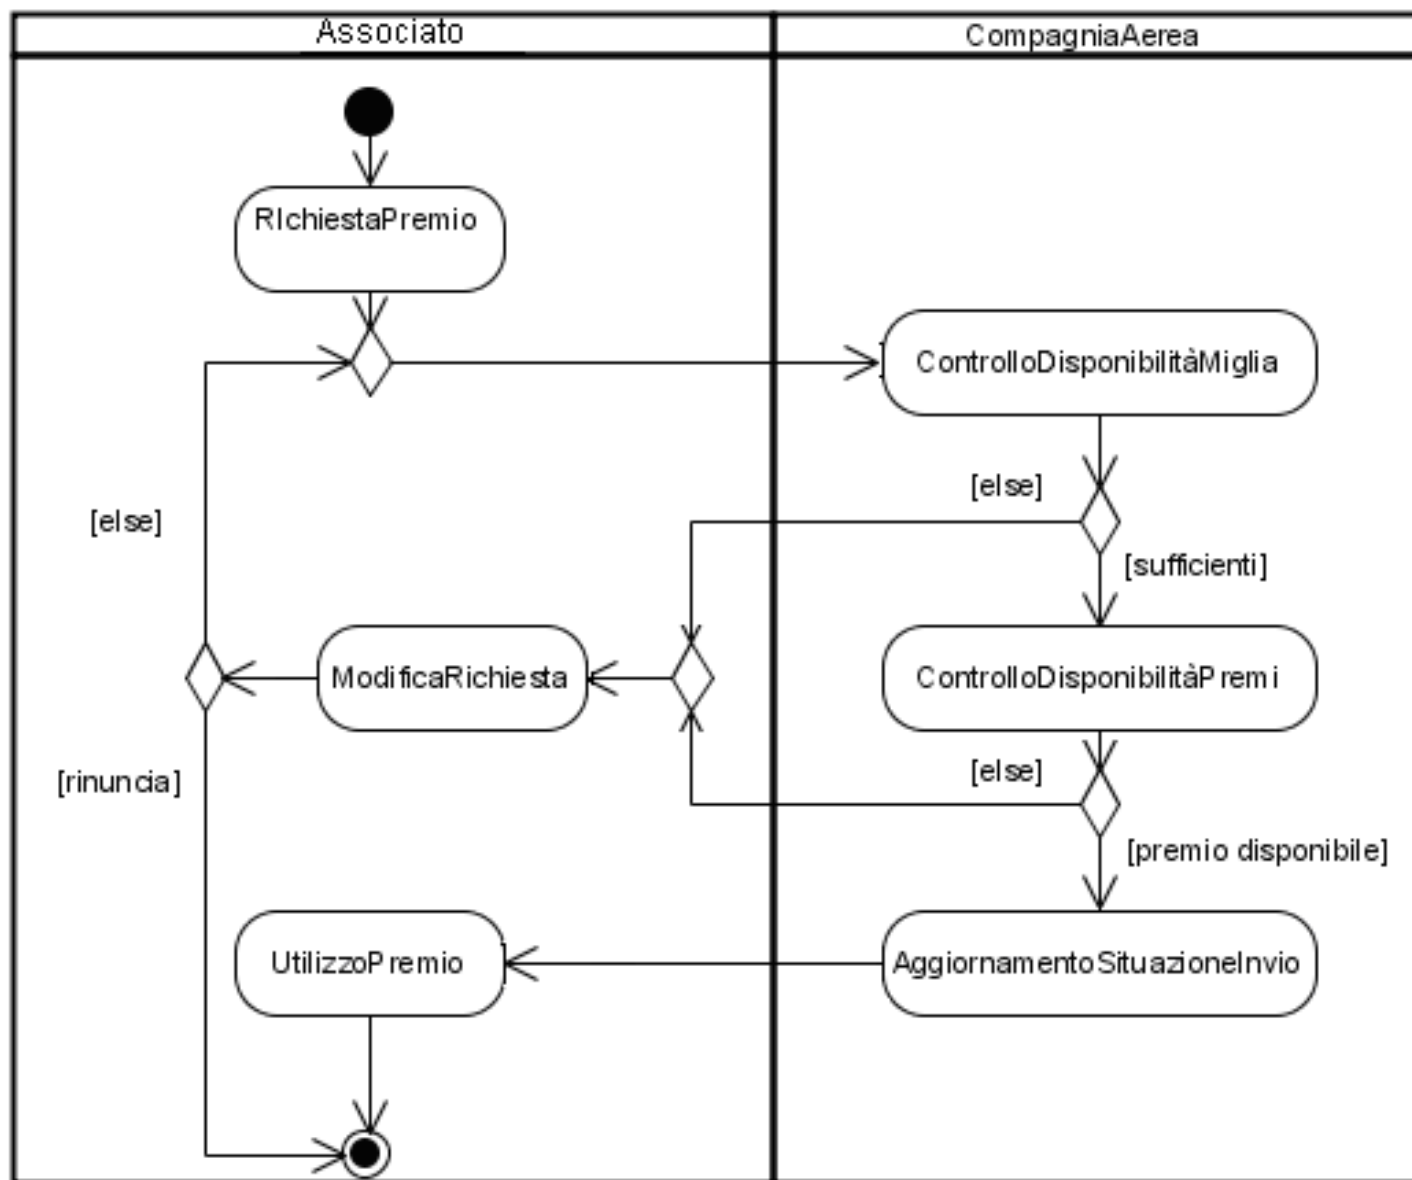 Associato
CompagniaAerea
RIchiestaPremio
ControlloDisponibilitàMiglia
[else]
[else]
[sufficienti]
ModificaRichiesta
ControlloDisponibilitàPremi
[rinuncia]
[else]
[premio disponibile]
UtilizzoPremio
AggiornamentoSituazioneInvio